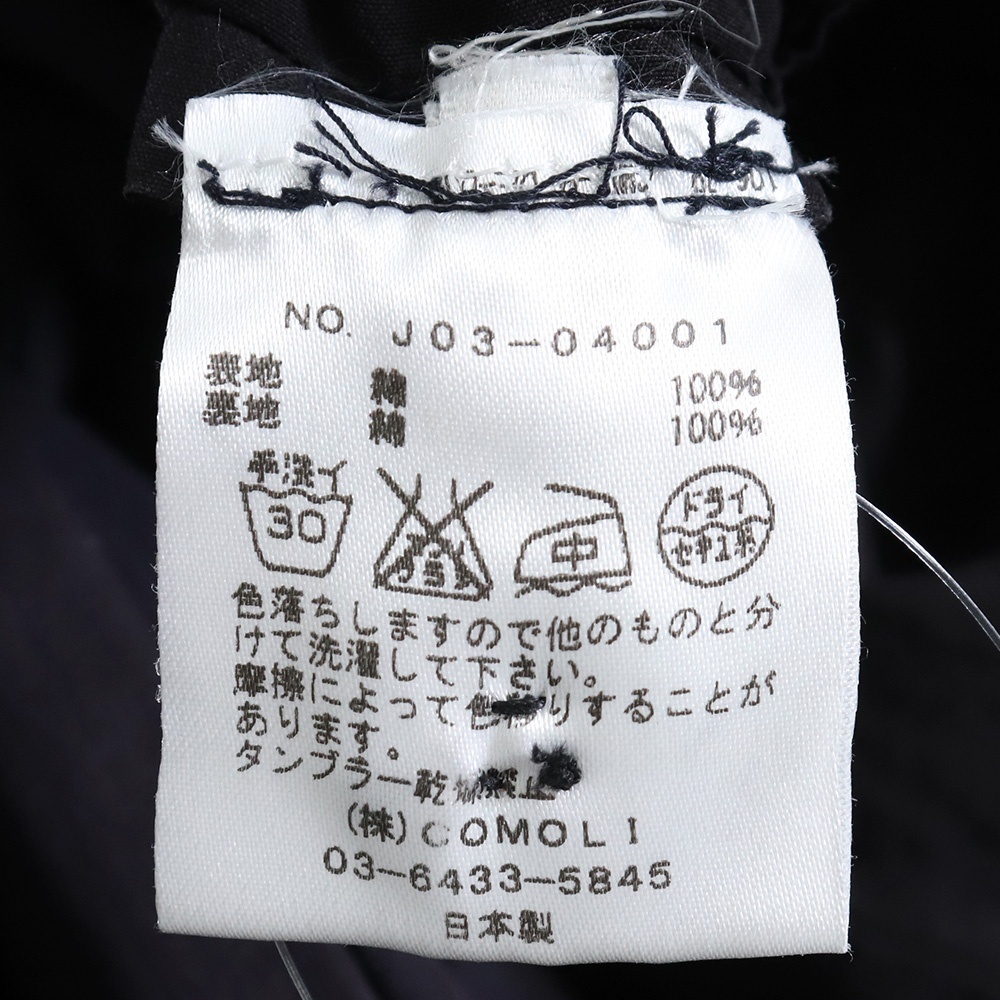 NO. J03-04001
表地 綿 100%
裏地 綿 100%
手洗イ
30
中
ドライ
セキユ系
色落ちしますので他のものと分
け て洗濯して下さい。
摩擦によって色移りすることが
あります。
タンブラー乾燥禁止
(株)COMOLI
03-6433-5845
日本製